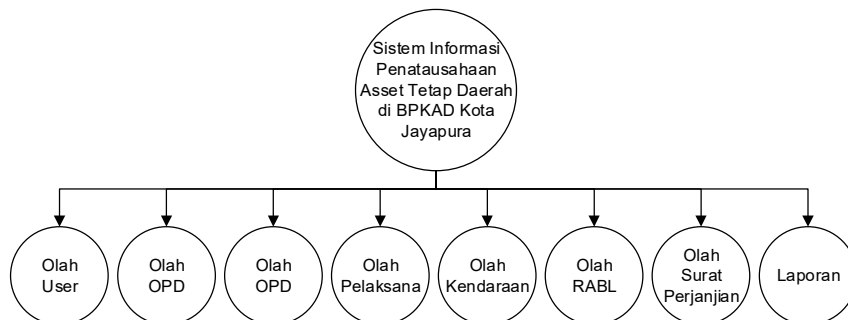 Sistem Informasi
Penatausahaan
Asset Tetap Daerah
di BPKAD Kota
Jayapura
Olah
User
Olah
OPD
Olah
OPD
Olah
Pelaksana
Olah
Kendaraan
Olah
RABL
Olah
Surat
Perjanjian
Laporan